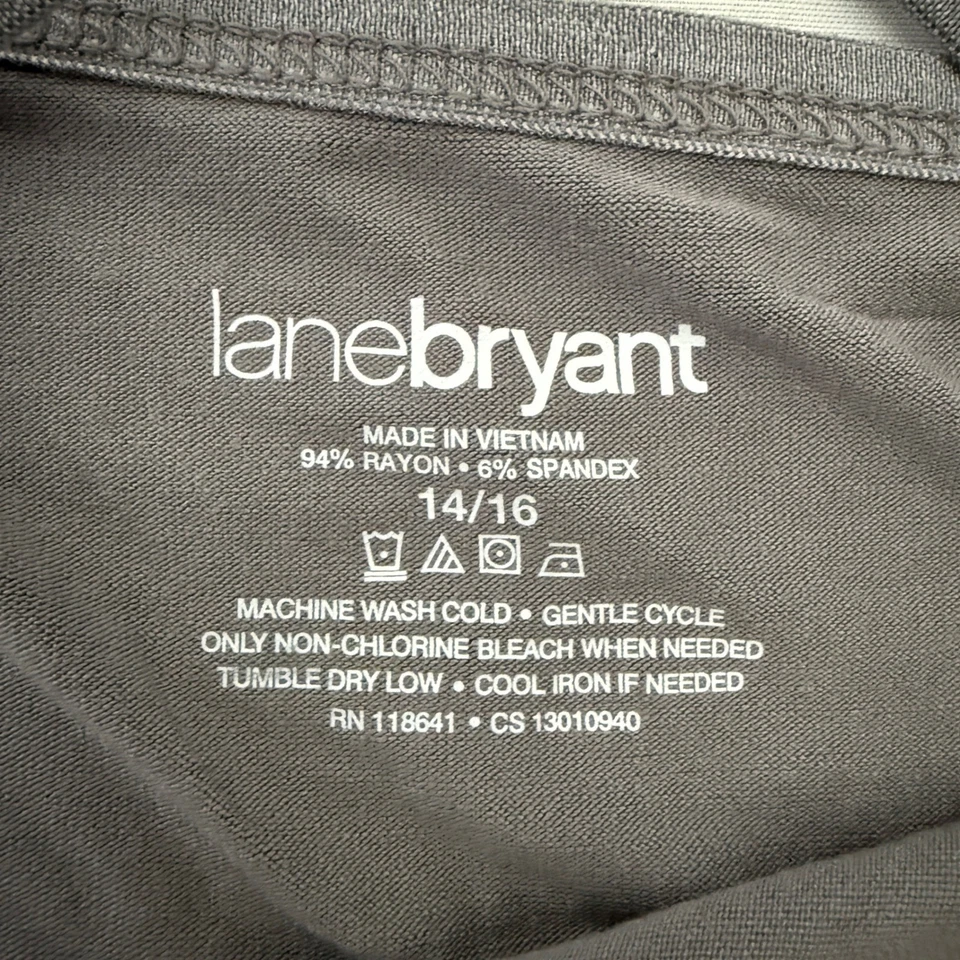 lanebryant
MADE IN VIETNAM
94% RAYON • 6% SPANDEX
14/16
MACHINE WASH COLD • GENTLE CYCLE
ONLY NON-CHLORINE BLEACH WHEN NEEDED
TUMBLE DRY LOW • COOL IRON IF NEEDED
RN 118641 • CS 13010940